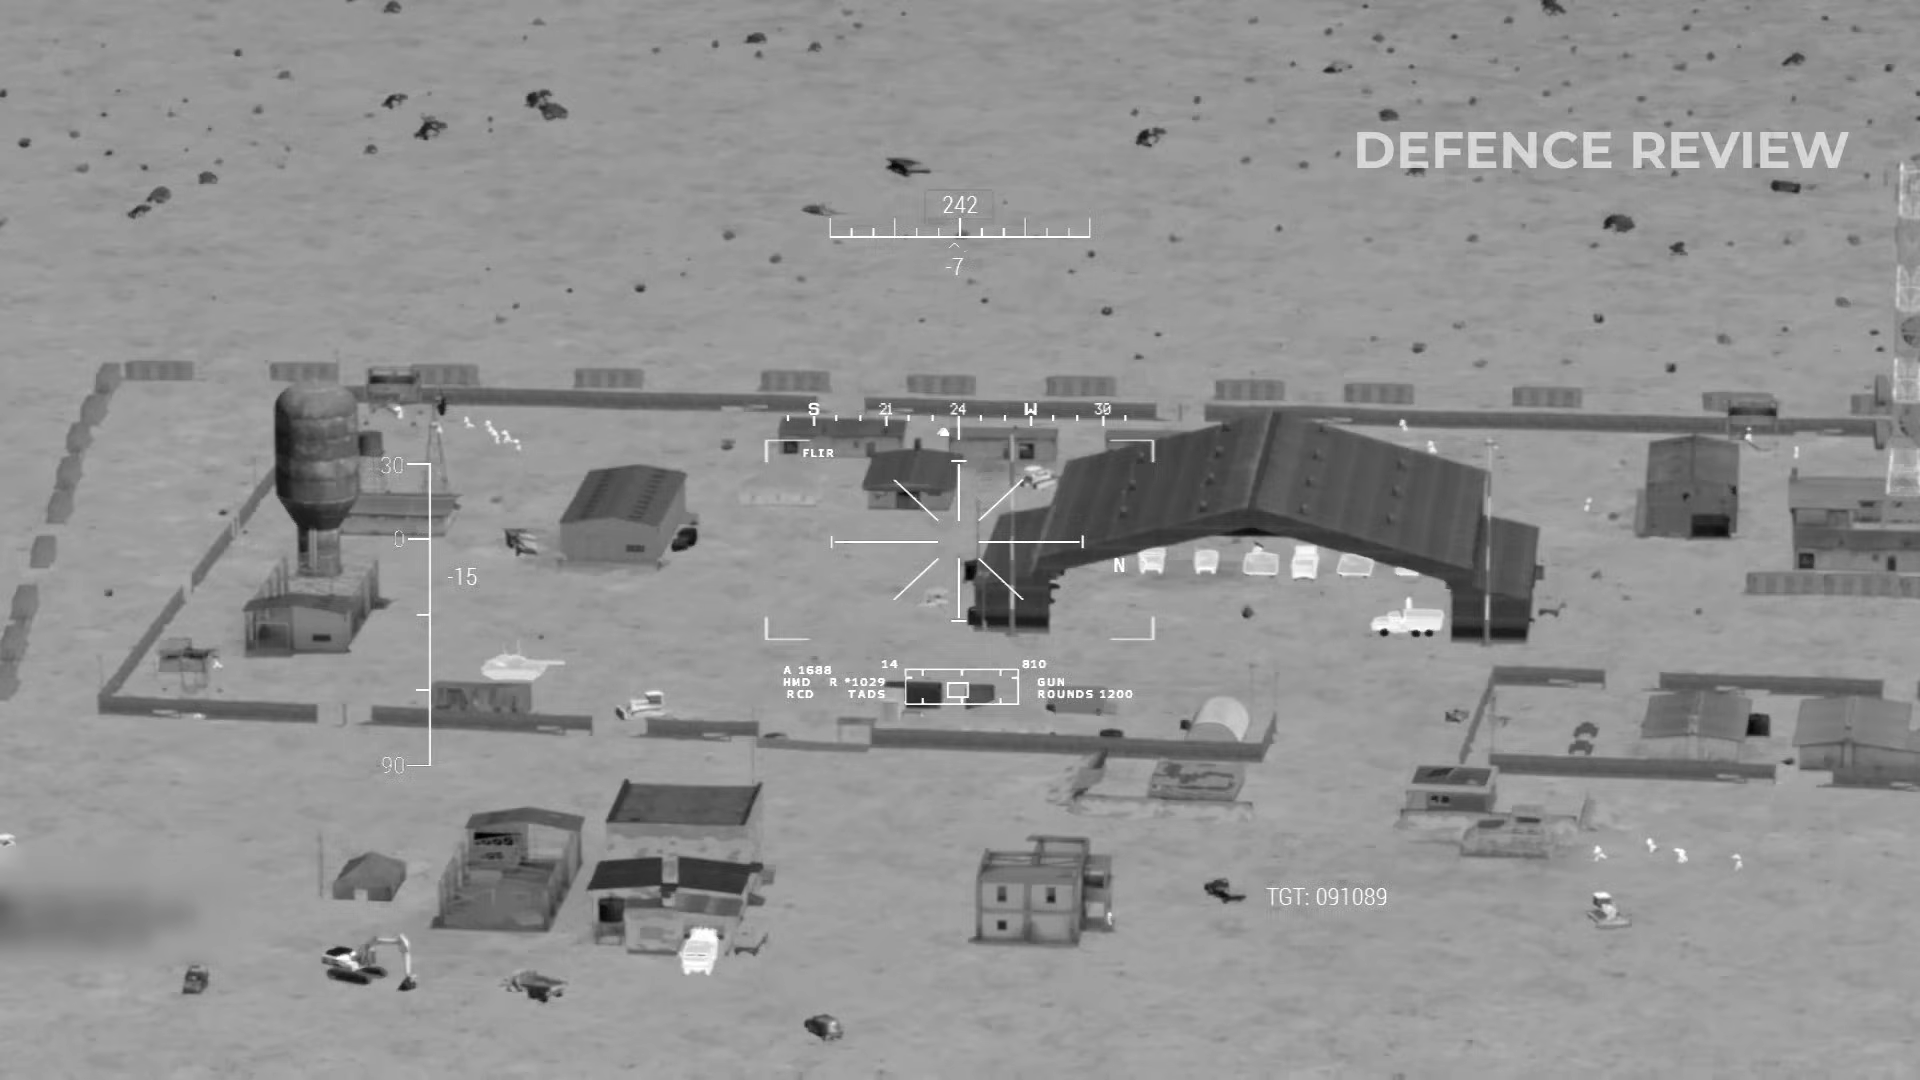 DEFENCE REVIEW
242
-7
S 21 24 W 30
FLIR
30
0
-15
90
N
A 1688
HMD R *1029
RCD TADS
14 810
GUN
ROUNDS 1200
TGT: 091089